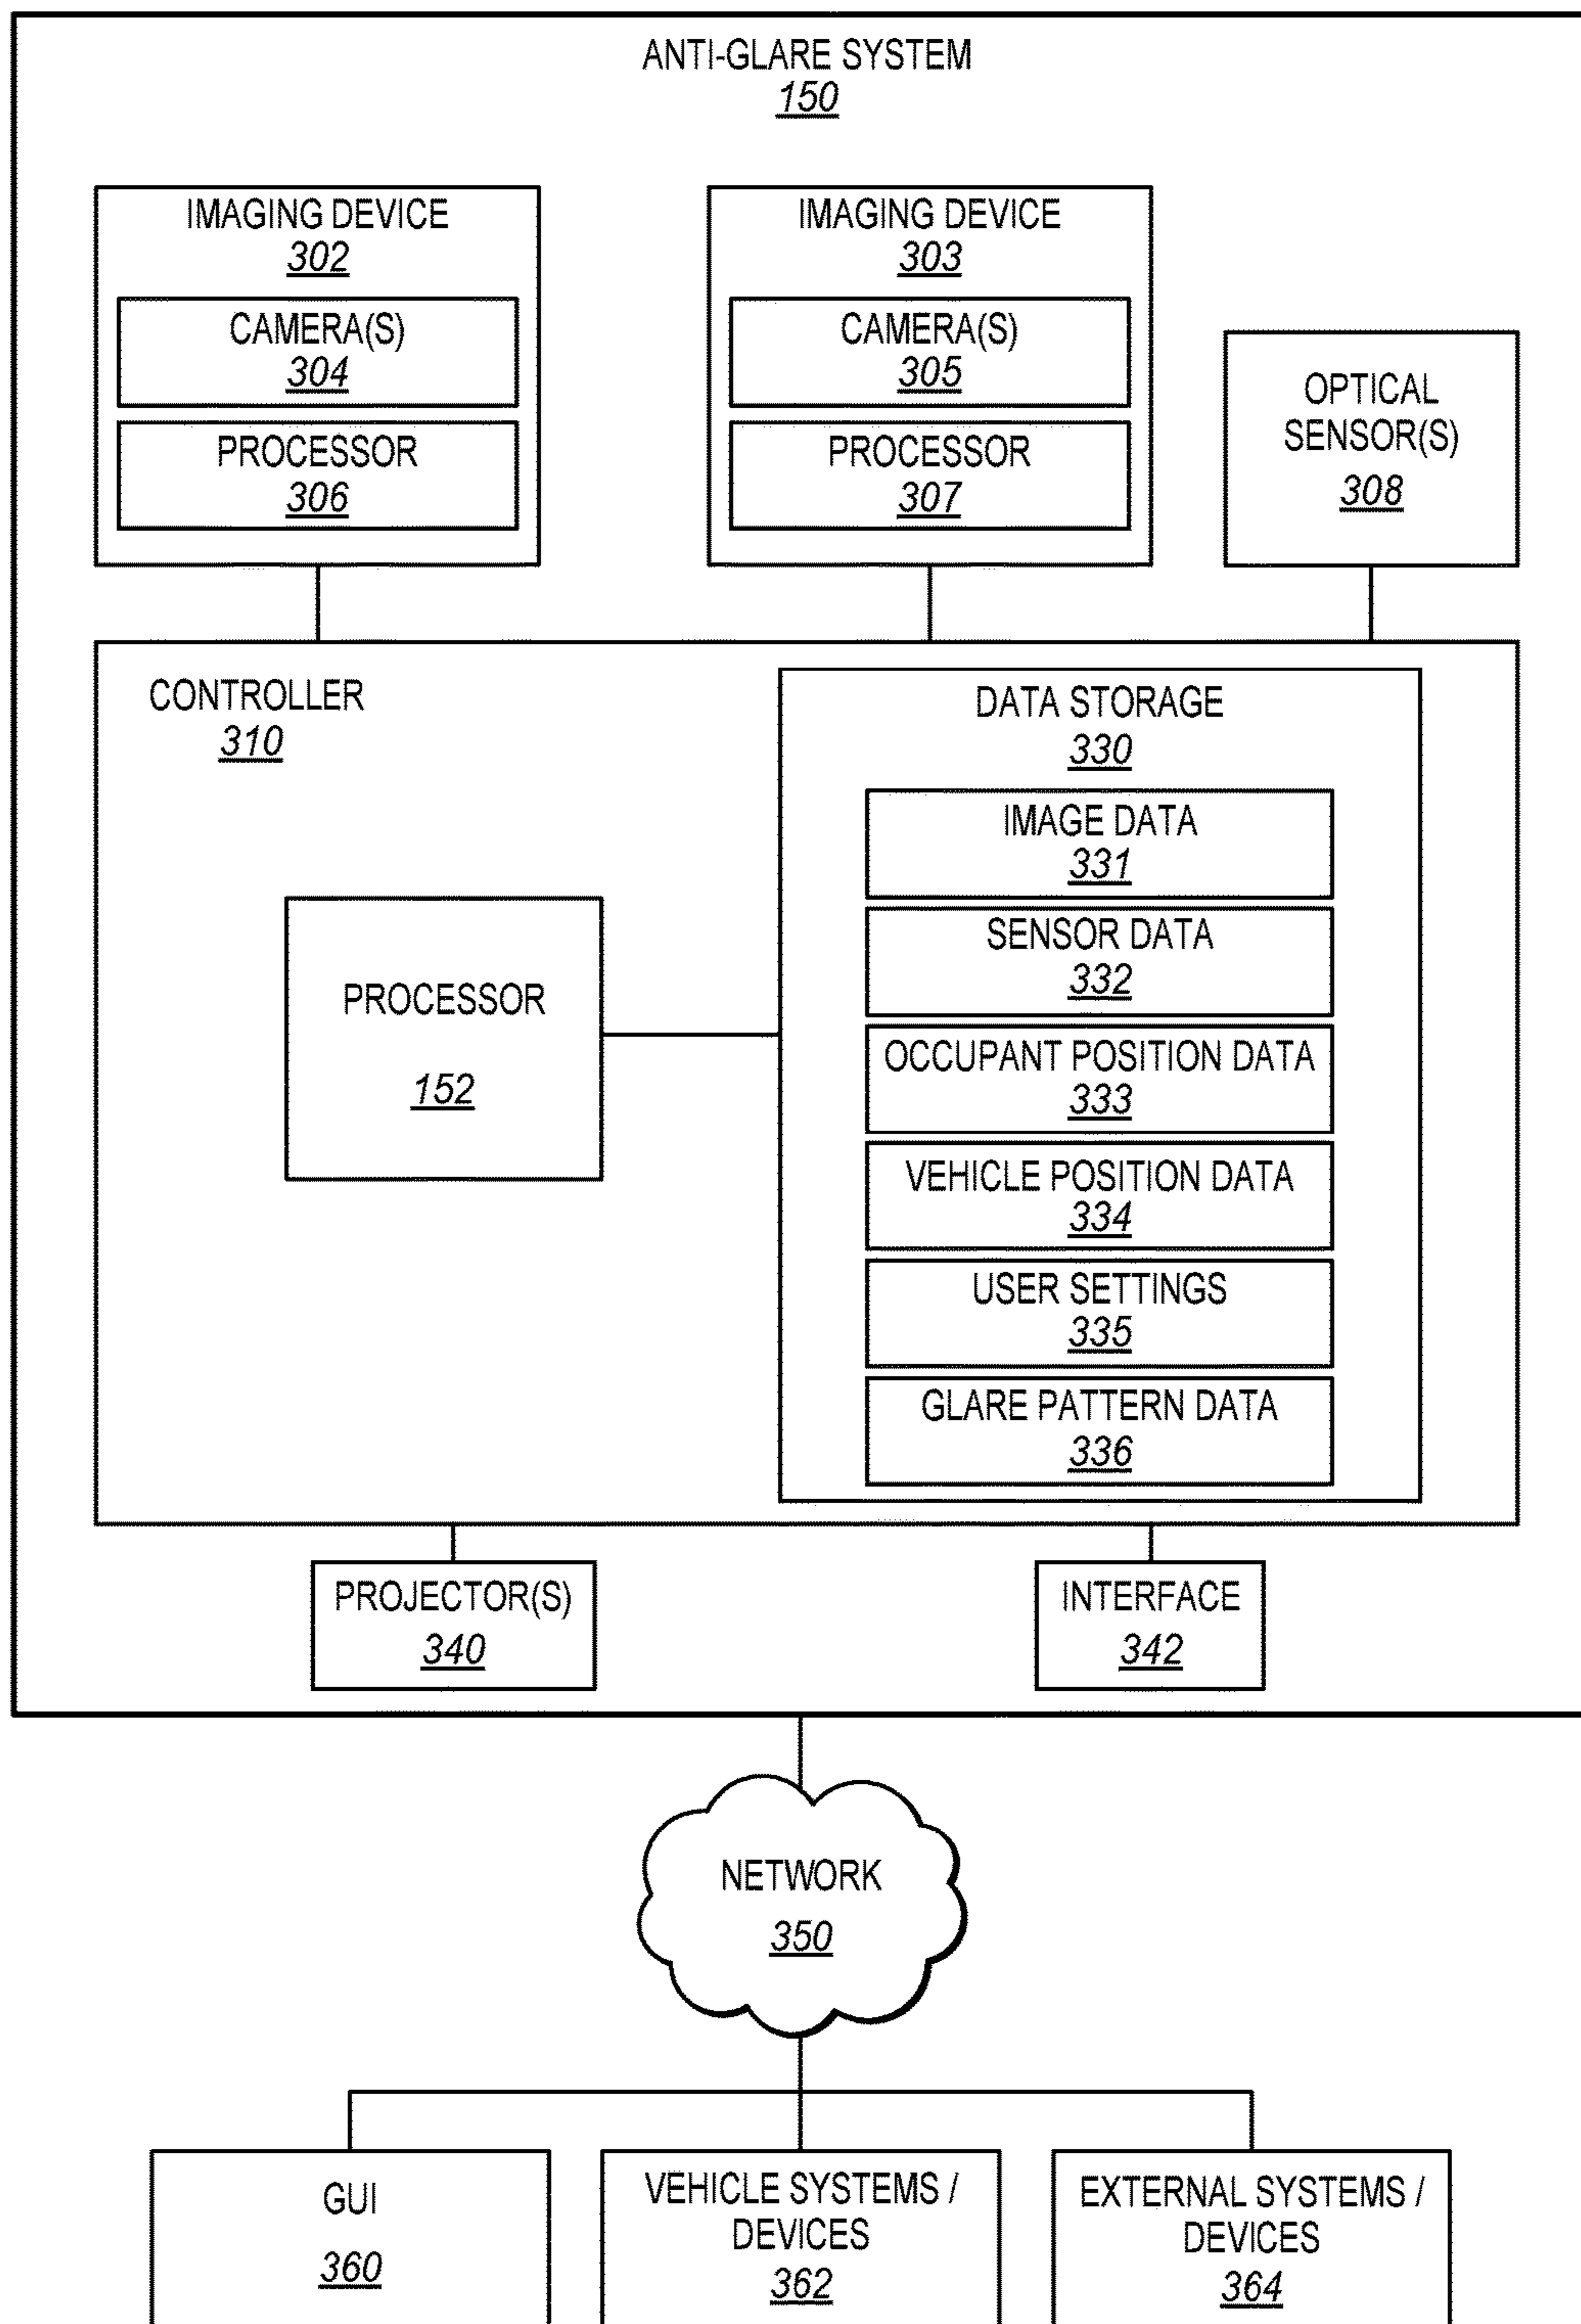 ANTI-GLARE SYSTEM
150
IMAGING DEVICE
302
CAMERA(S)
304
PROCESSOR
306
IMAGING DEVICE
303
CAMERA(S)
305
PROCESSOR
307
OPTICAL
SENSOR(S)
308
CONTROLLER
310
PROCESSOR
152
DATA STORAGE
330
IMAGE DATA
331
SENSOR DATA
332
OCCUPANT POSITION DATA
333
VEHICLE POSITION DATA
334
USER SETTINGS
335
GLARE PATTERN DATA
336
PROJECTOR(S)
340
INTERFACE
342
NETWORK
350
GUI
360
VEHICLE SYSTEMS /
DEVICES
362
EXTERNAL SYSTEMS /
DEVICES
364